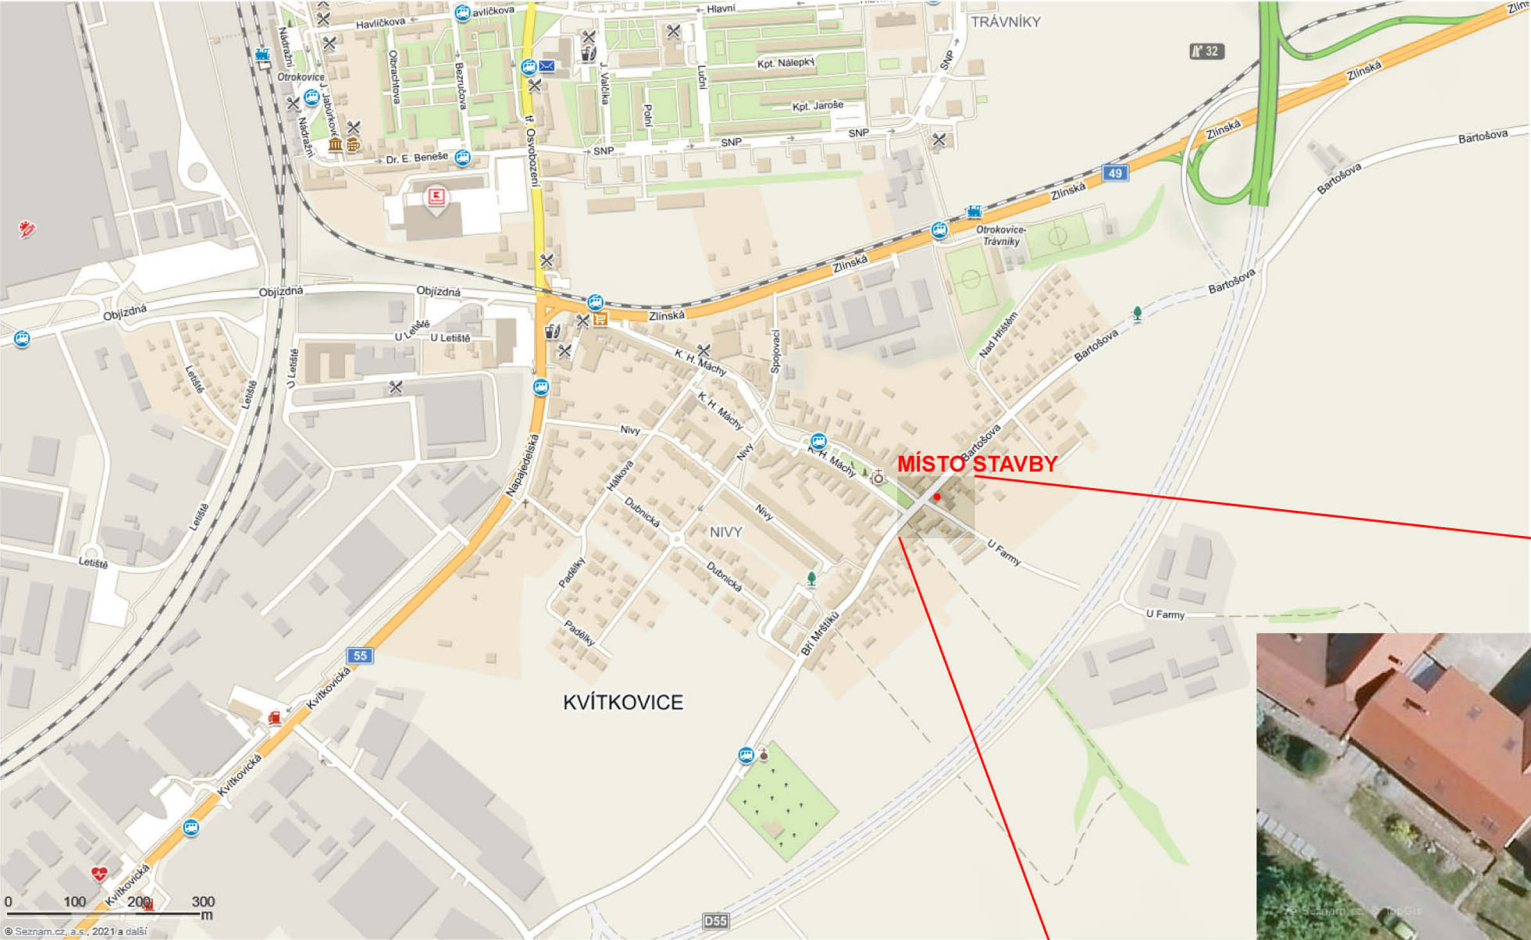 Havlíčkova
avlíčkova
Hlavní
TRÁVNÍKY
Zlín
Nádražní
Olbrachtova
Bezručova
J. Valčíka
Luční
Kpt. Nálepky
SNP
32
Zlínská
Otrokovice
J. Jabůrkové
Polní
Kpt. Jaroše
tř. Osvobození
Nádražní
Dr. E. Beneše
SNP
SNP
SNP
Zlínská
Bartošova
49
Zlínská
Bartošova
Otrokovice-
Trávníky
Zlínská
Bartošova
Objízdná
Objízdná
Objízdná
Zlínská
U Letiště
U Letiště
Nad Hřištěm
Bartošova
Spojovací
K. H. Máchy
U Letiště
Letiště
Letiště
K. H. Máchy
Nivy
Nivy
K. H. Máchy
Bartošova
MÍSTO STAVBY
Napajedelská
Hálkova
Dubnická
Nivy
NIVY
Letiště
Letiště
U Farmy
Padělky
Dubnická
U Farmy
Padělky
Bří Mrštíků
55
Kvítkovická
KVÍTKOVICE
Kvítkovická
Kvítkovická
0 100 200 300
m
D55
© Seznam.cz, a.s., 2021 a další
Seznam.cz